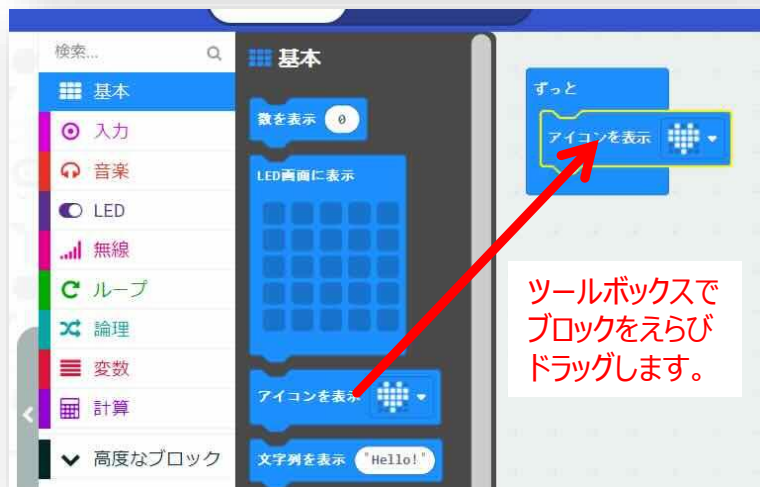 検索...
基本
入力
音楽
LED
無線
ループ
論理
変数
計算
高度なブロック
基本
数を表示 0
LED画面に表示
アイコンを表示
文字列を表示 "Hello!"
ずっと
アイコンを表示
ツールボックスで
ブロックをえらび
ドラッグします。